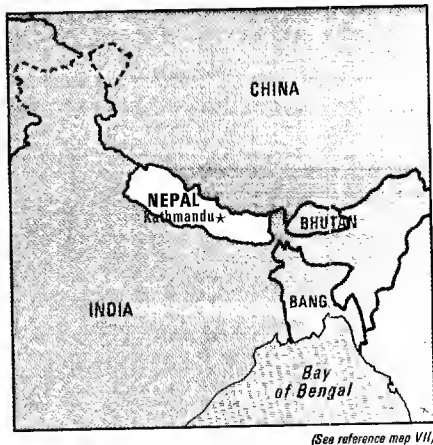 CHINA
NEPAL
Kathmandu
BHUTAN
INDIA
BANG.
Bay
of Bengal
(See reference map VII)